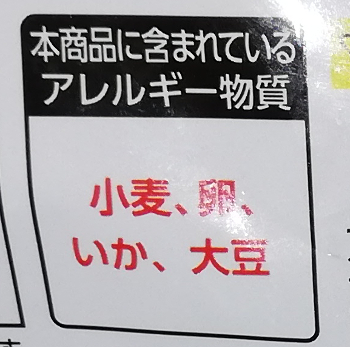 本商品に含まれている
アレルギー物質
小麦、卵、
いか、大豆